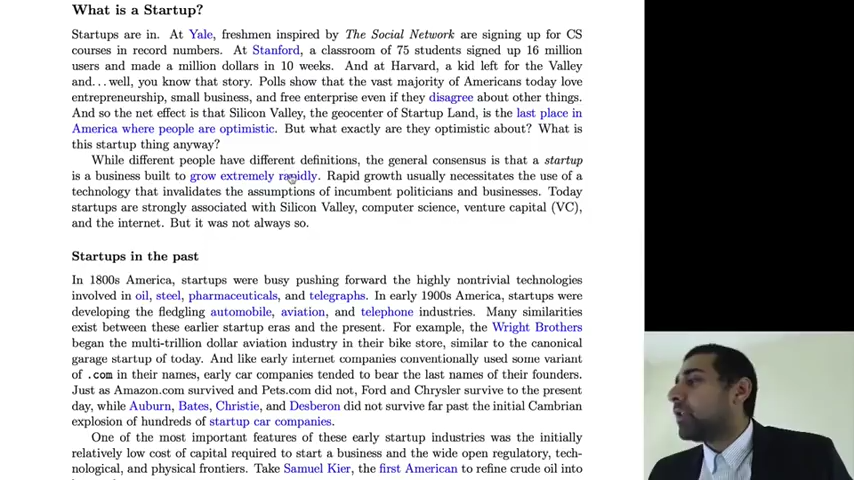 What is a Startup?
Startups are in. At Yale, freshmen inspired by The Social Network are signing up for CS
courses in record numbers. At Stanford, a classroom of 75 students signed up 16 million
users and made a million dollars in 10 weeks. And at Harvard, a kid left for the Valley
and. . . well, you know that story. Polls show that the vast majority of Americans today love
entrepreneurship, small business, and free enterprise even if they disagree about other things.
And so the net effect is that Silicon Valley, the geocenter of Startup Land, is the last place in
America where people are optimistic. But what exactly are they optimistic about? What is
this startup thing anyway?
While different people have different definitions, the general consensus is that a startup
is a business built to grow extremely rapidly. Rapid growth usually necessitates the use of a
technology that invalidates the assumptions of incumbent politicians and businesses. Today
startups are strongly associated with Silicon Valley, computer science, venture capital (VC),
and the internet. But it was not always so.
Startups in the past
In 1800s America, startups were busy pushing forward the highly nontrivial technologies
involved in oil, steel, pharmaceuticals, and telegraphs. In early 1900s America, startups were
developing the fledgling automobile, aviation, and telephone industries. Many similarities
exist between these earlier startup eras and the present. For example, the Wright Brothers
began the multi-trillion dollar aviation industry in their bike store, similar to the canonical
garage startup of today. And like early internet companies conventionally used some variant
of .com in their names, early car companies tended to bear the last names of their founders.
Just as Amazon.com survived and Pets.com did not, Ford and Chrysler survive to the present
day, while Auburn, Bates, Christie, and Desberon did not survive far past the initial Cambrian
explosion of hundreds of startup car companies.
One of the most important features of these early startup industries was the initially
relatively low cost of capital required to start a business and the wide open regulatory, tech-
nological, and physical frontiers. Take Samuel Kier, the first American to refine crude oil into